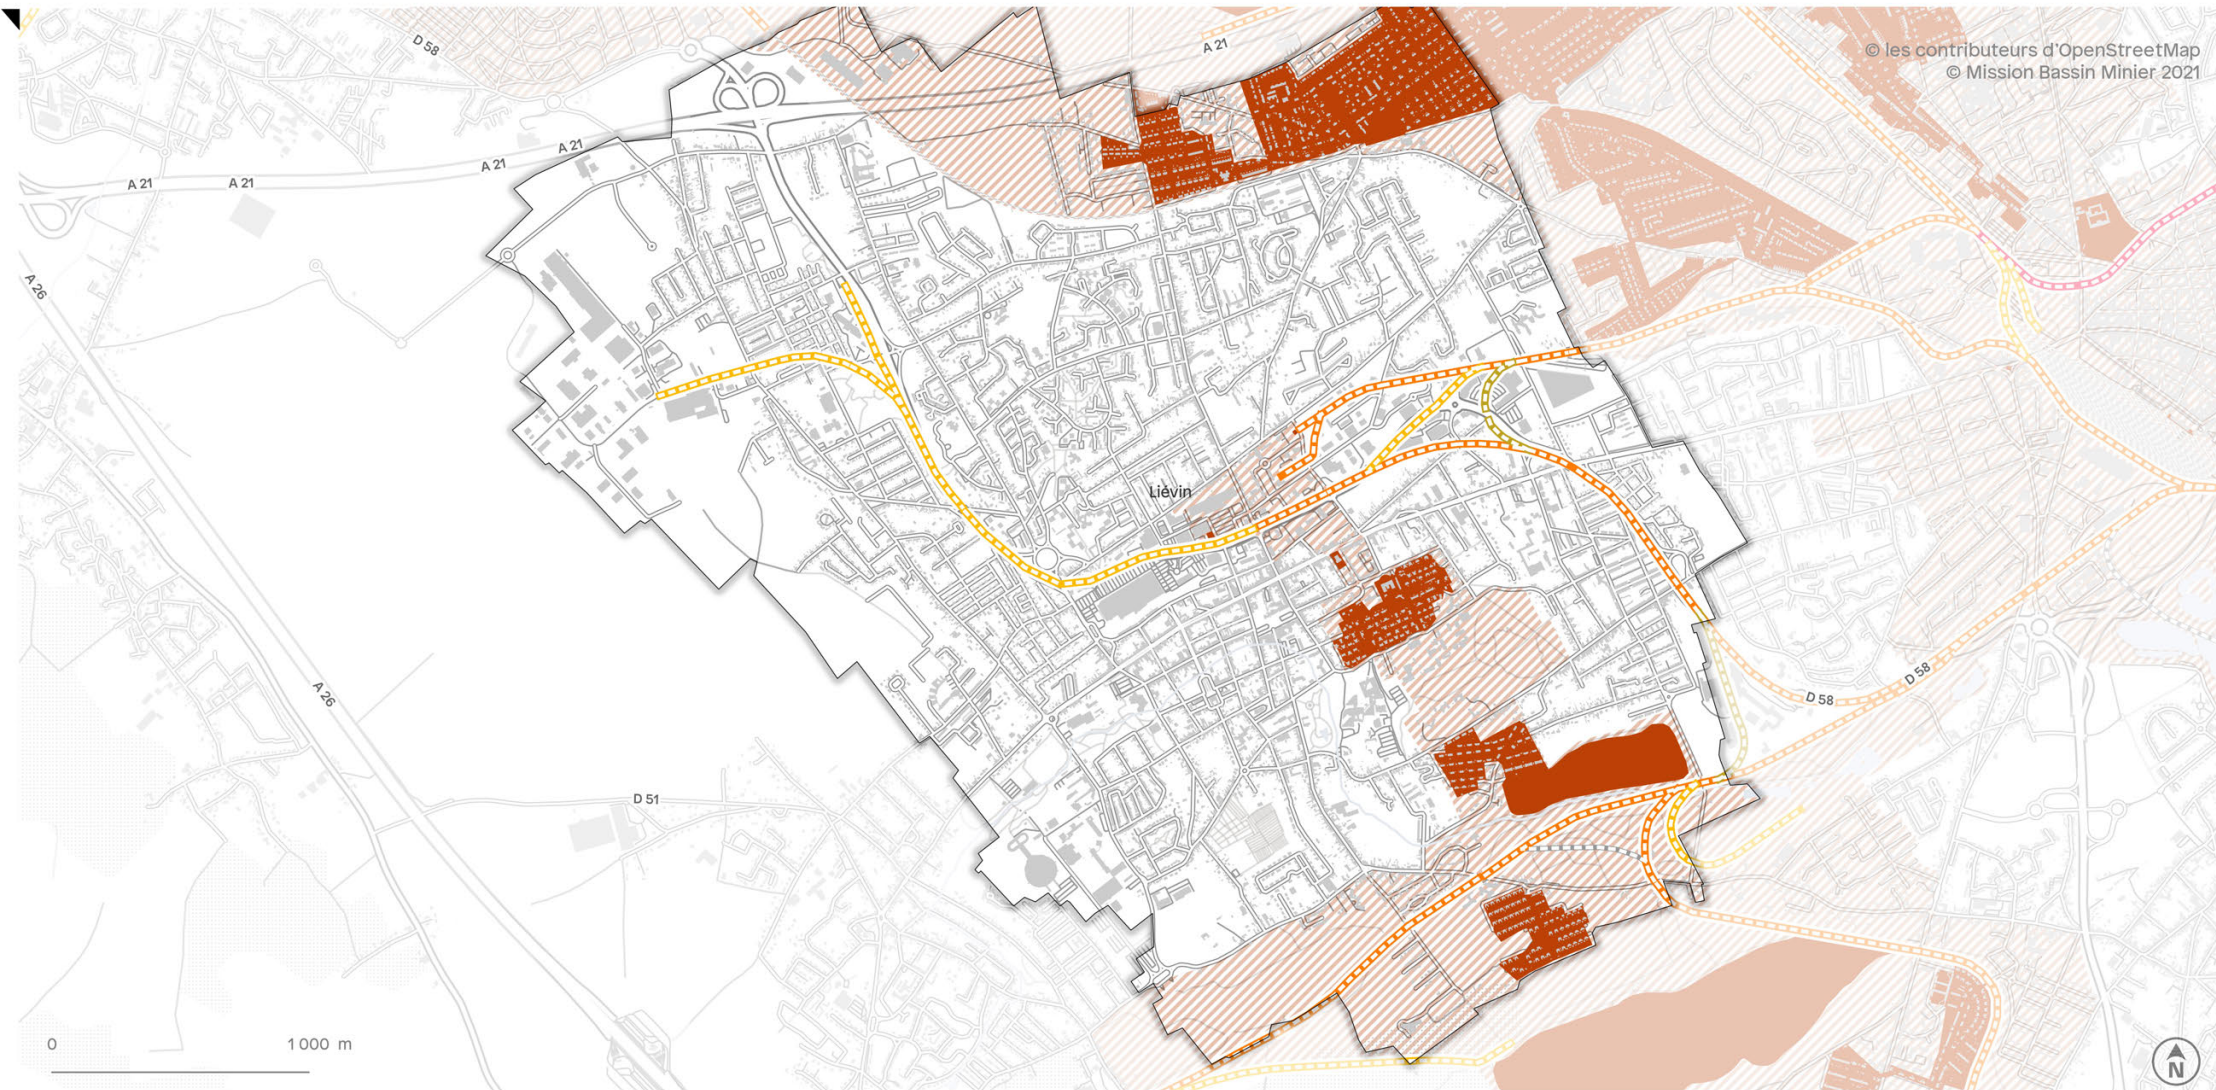 D 58
A 21
© les contributeurs d'OpenStreetMap
© Mission Bassin Minier 2021
A 21
A 21
A 21
A 21
A 26
Liévin
A 26
D 58
D 58
D 51
0 1 000 m
N